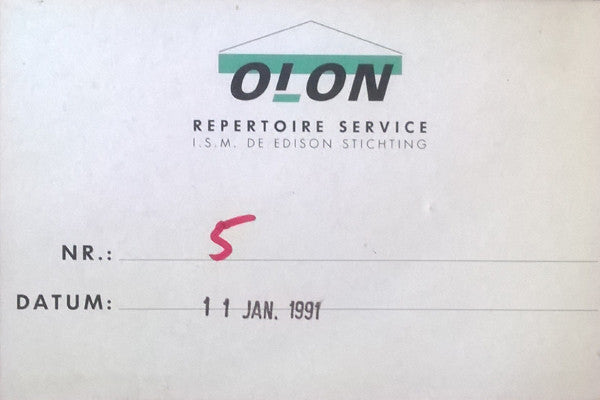 OLON
REPERTOIRE SERVICE
I.S.M. DE EDISON STICHTING
NR.: 5
DATUM: 11 JAN. 1991